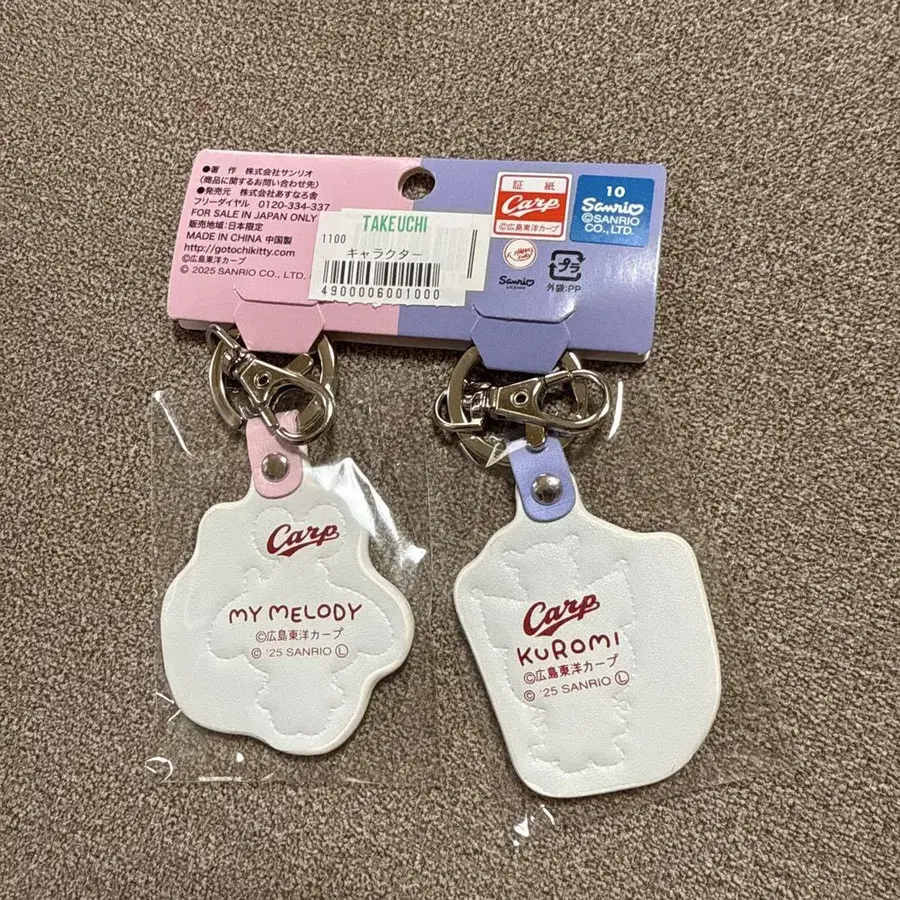 ●著 作 株式会社サンリオ
〈商品に関するお問い合わせ先〉
●発売元 株式会社あすなろ舎
フリーダイヤル 0120-334-337
FOR SALE IN JAPAN ONLY
販売地域:日本限定
MADE IN CHINA 中国製
http://gotochikitty.com
©広島東洋カープ
© 2025 SANRIO CO., LTD.
TAKEUCHI
1100
キャラクター
4900006001000
証 紙
Carp
©広島東洋カープ
10
Sanrio
©SANRIO
CO., LTD.
Sanrio
プラ
外袋:PP
Carp
MY MELODY
©広島東洋カープ
© '25 SANRIO Ⓛ
Carp
KUROMI
©広島東洋カープ
© '25 SANRIO Ⓛ